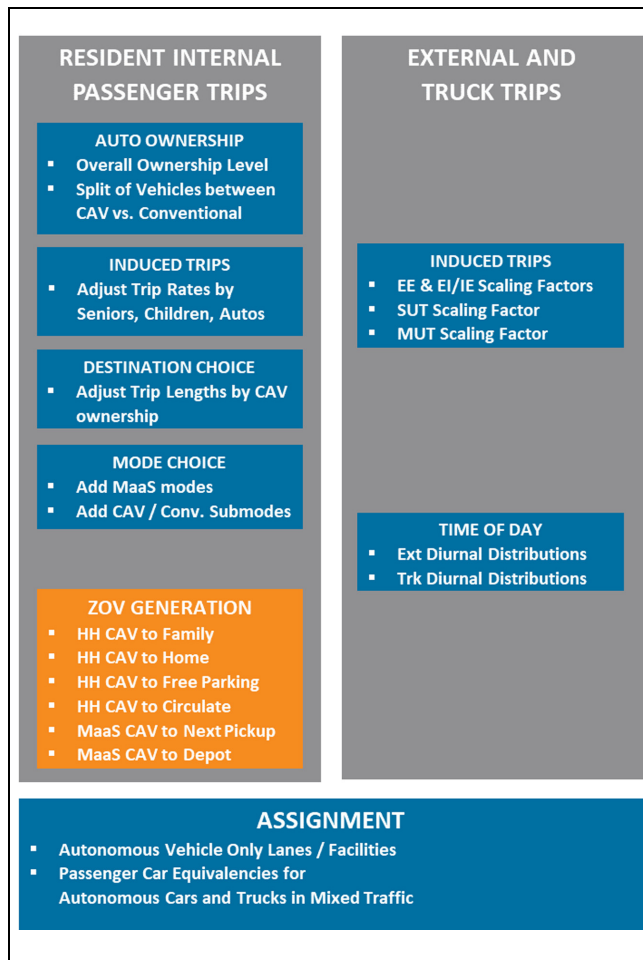 RESIDENT INTERNAL
PASSENGER TRIPS
AUTO OWNERSHIP
▪ Overall Ownership Level
▪ Split of Vehicles between
CAV vs. Conventional
INDUCED TRIPS
▪ Adjust Trip Rates by
Seniors, Children, Autos
DESTINATION CHOICE
▪ Adjust Trip Lengths by CAV
ownership
MODE CHOICE
▪ Add MaaS modes
▪ Add CAV / Conv. Submodes
ZOV GENERATION
▪ HH CAV to Family
▪ HH CAV to Home
▪ HH CAV to Free Parking
▪ HH CAV to Circulate
▪ MaaS CAV to Next Pickup
▪ MaaS CAV to Depot
EXTERNAL AND
TRUCK TRIPS
INDUCED TRIPS
▪ EE & EI/IE Scaling Factors
▪ SUT Scaling Factor
▪ MUT Scaling Factor
TIME OF DAY
▪ Ext Diurnal Distributions
▪ Trk Diurnal Distributions
ASSIGNMENT
▪ Autonomous Vehicle Only Lanes / Facilities
▪ Passenger Car Equivalencies for
Autonomous Cars and Trucks in Mixed Traffic